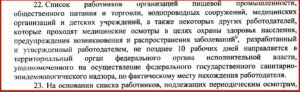 22. Список работников организаций пищевой промышленности,
общественного питания и торговли, водопроводных сооружений, медицинских
организаций и детских учреждений, а также некоторых других работодателей,
которые проходят медицинские осмотры в целях охраны здоровья населения,
предупреждения возникновения и распространения заболеваний, разработанный
и утвержденный работодателем, не позднее 10 рабочих дней направляется в
территориальный орган федерального органа исполнительной власти,
уполномоченного на осуществление федерального государственного санитарно-
эпидемиологического надзора, по фактическому месту нахождения работодателя.
23. На основании списка работников, подлежащих периодическим осмотрам,